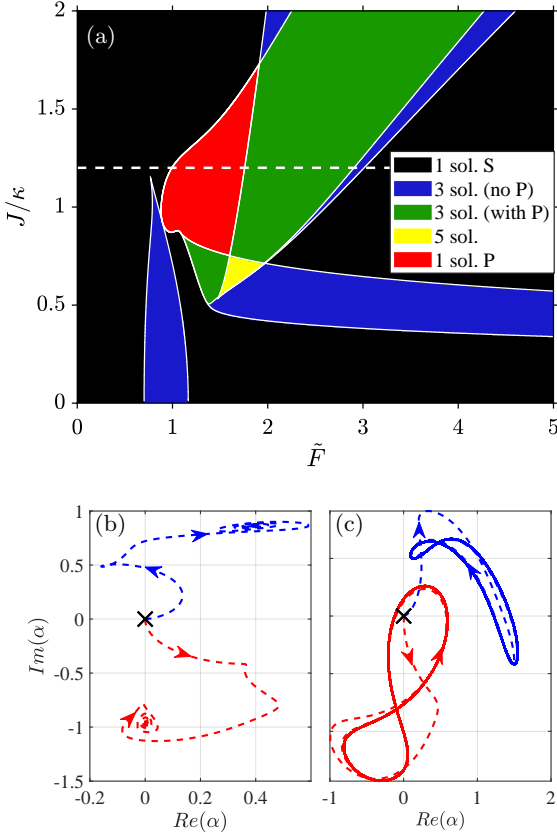 (a)
2
1.5
1
0.5
0
J/κ
1 sol. S
3 sol. (no P)
3 sol. (with P)
5 sol.
1 sol. P
0 1 2 3 4 5
F̃
(b) (c)
1
0.5
0
-0.5
-1
-1.5
Im(α)
-0.2 0 0.2 0.4 -1 0 1 2
Re(α) Re(α)